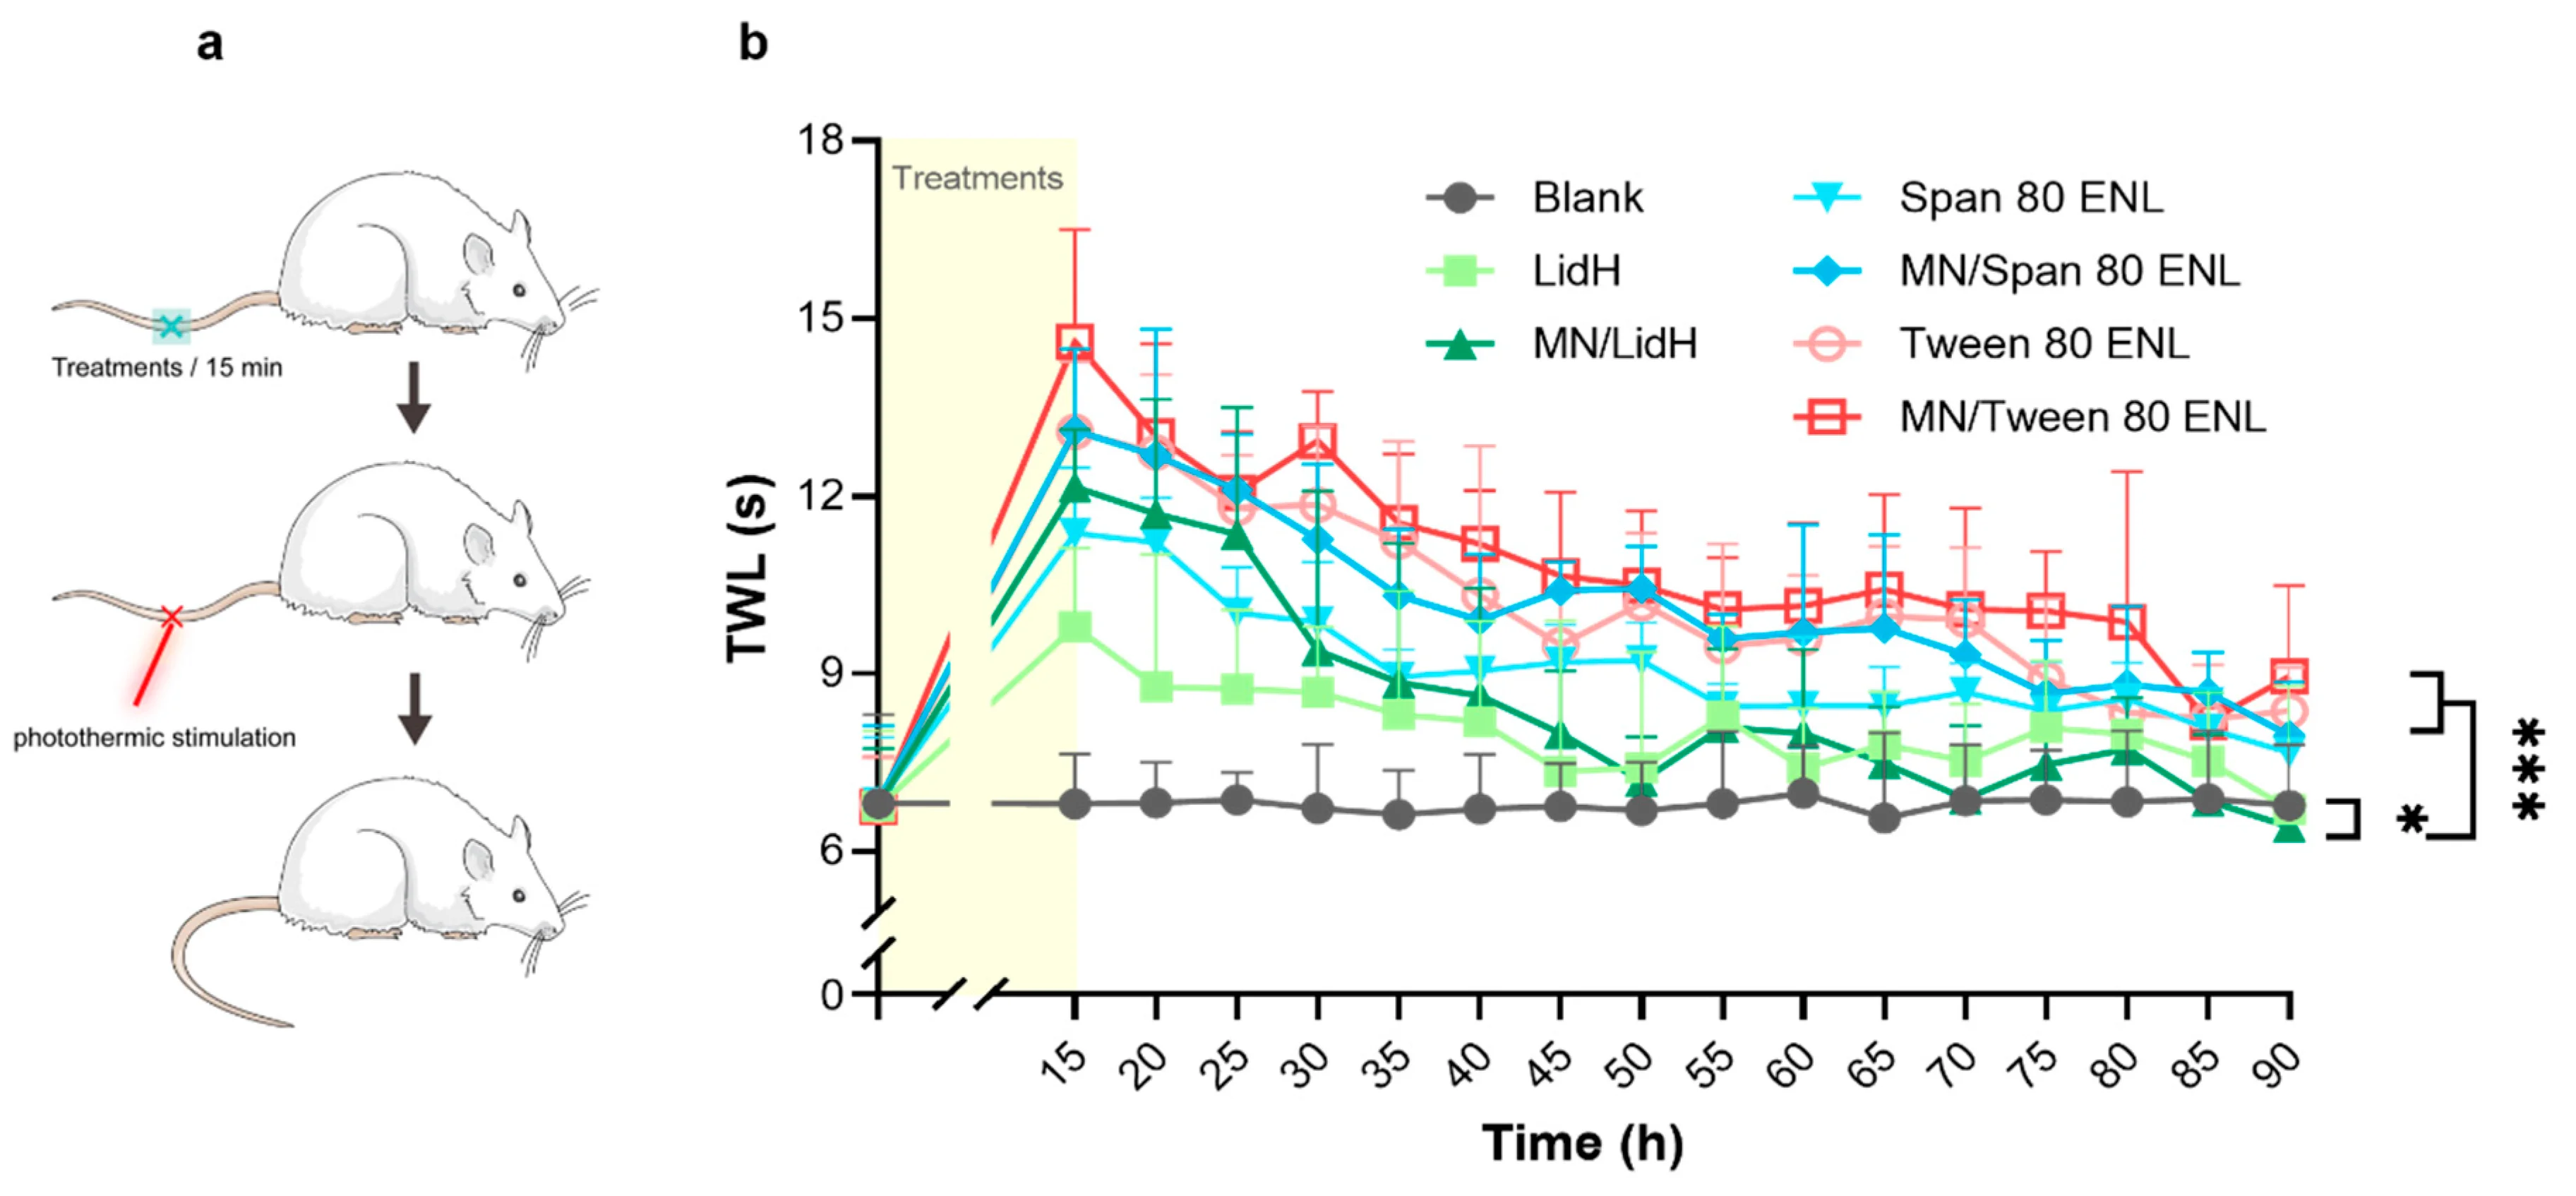 a
Treatments / 15 min
photothermic stimulation
b
TWL (s)
18
15
12
9
6
0
Treatments
Blank
LidH
MN/LidH
Span 80 ENL
MN/Span 80 ENL
Tween 80 ENL
MN/Tween 80 ENL
*
***
15 20 25 30 35 40 45 50 55 60 65 70 75 80 85 90
Time (h)